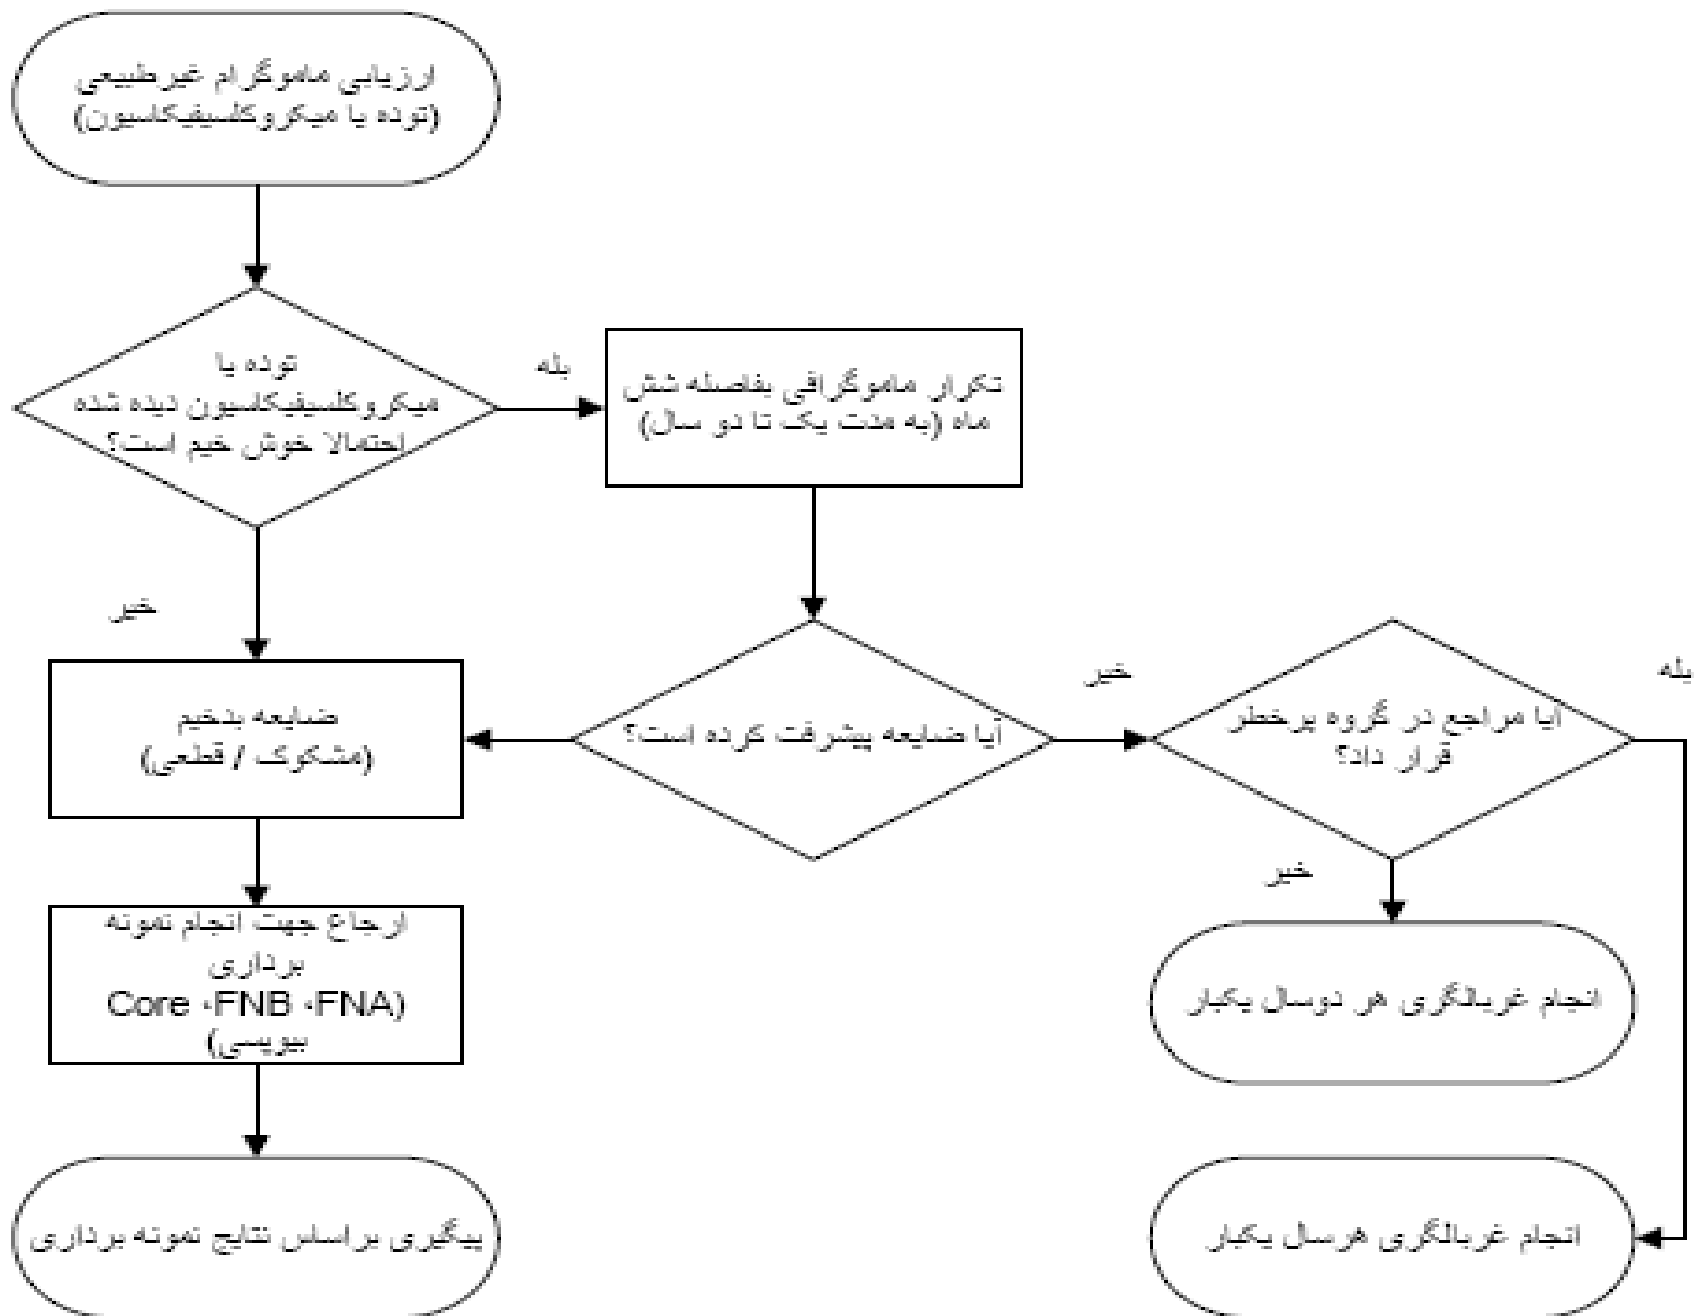 ارزیابی ماموگرام غیرطبیعی
(توده یا میکروکلسیفیکاسیون)
توده یا
میکروکلسیفیکاسیون دیده شده
احتمالا خوش خیم است؟
بله
تکرار ماموگرافی بفاصله شش
ماه (به مدت یک تا دو سال)
خیر
ضایعه بدخیم
(مشکوک / قطعی)
آیا ضایعه پیشرفت کرده است؟
خیر
آیا مراجع در گروه پرخطر
قرار داد؟
بله
خیر
ارجاع جهت انجام نمونه
برداری
(FNA، FNB، Core
بیوپسی)
انجام غربالگری هر دوسال یکبار
پیگیری براساس نتایج نمونه برداری
انجام غربالگری هرسال یکبار